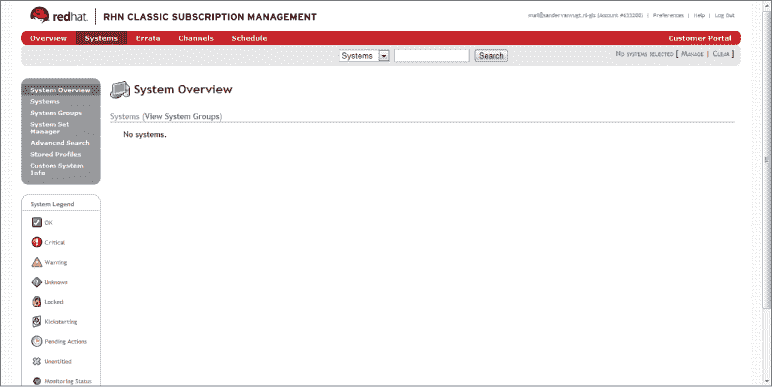 redhat. RHN CLASSIC SUBSCRIPTION MANAGEMENT
Preferences | Help | Log Out
Overview Systems Errata Channels Schedule Customer Portal
Systems Search
NO SYSTEMS SELECTED [ MANAGE | CLEAR ]
System Overview
Systems
System Groups
System Set
Manager
Advanced Search
Stored Profiles
Custom System
Info
System Overview
Systems (View System Groups)
No systems.
System Legend
OK
Critical
Warning
Unknown
Locked
Kickstarting
Pending Actions
Unentitled
Monitoring Status